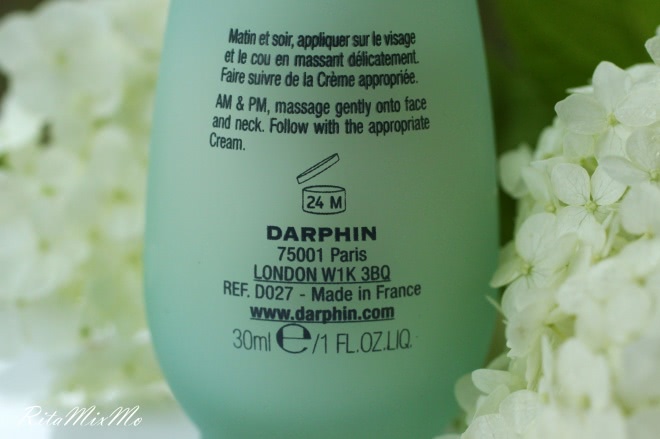 Matin et soir, appliquer sur le visage
et le cou en massant délicatement.
Faire suivre de la Crème appropriée.
AM & PM, massage gently onto face
and neck. Follow with the appropriate
Cream.
24 M
DARPHIN
75001 Paris
LONDON W1K 3BQ
REF. D027 - Made in France
www.darphin.com
30ml ℮/1 FL.OZ.LIQ.
RitaMixMo